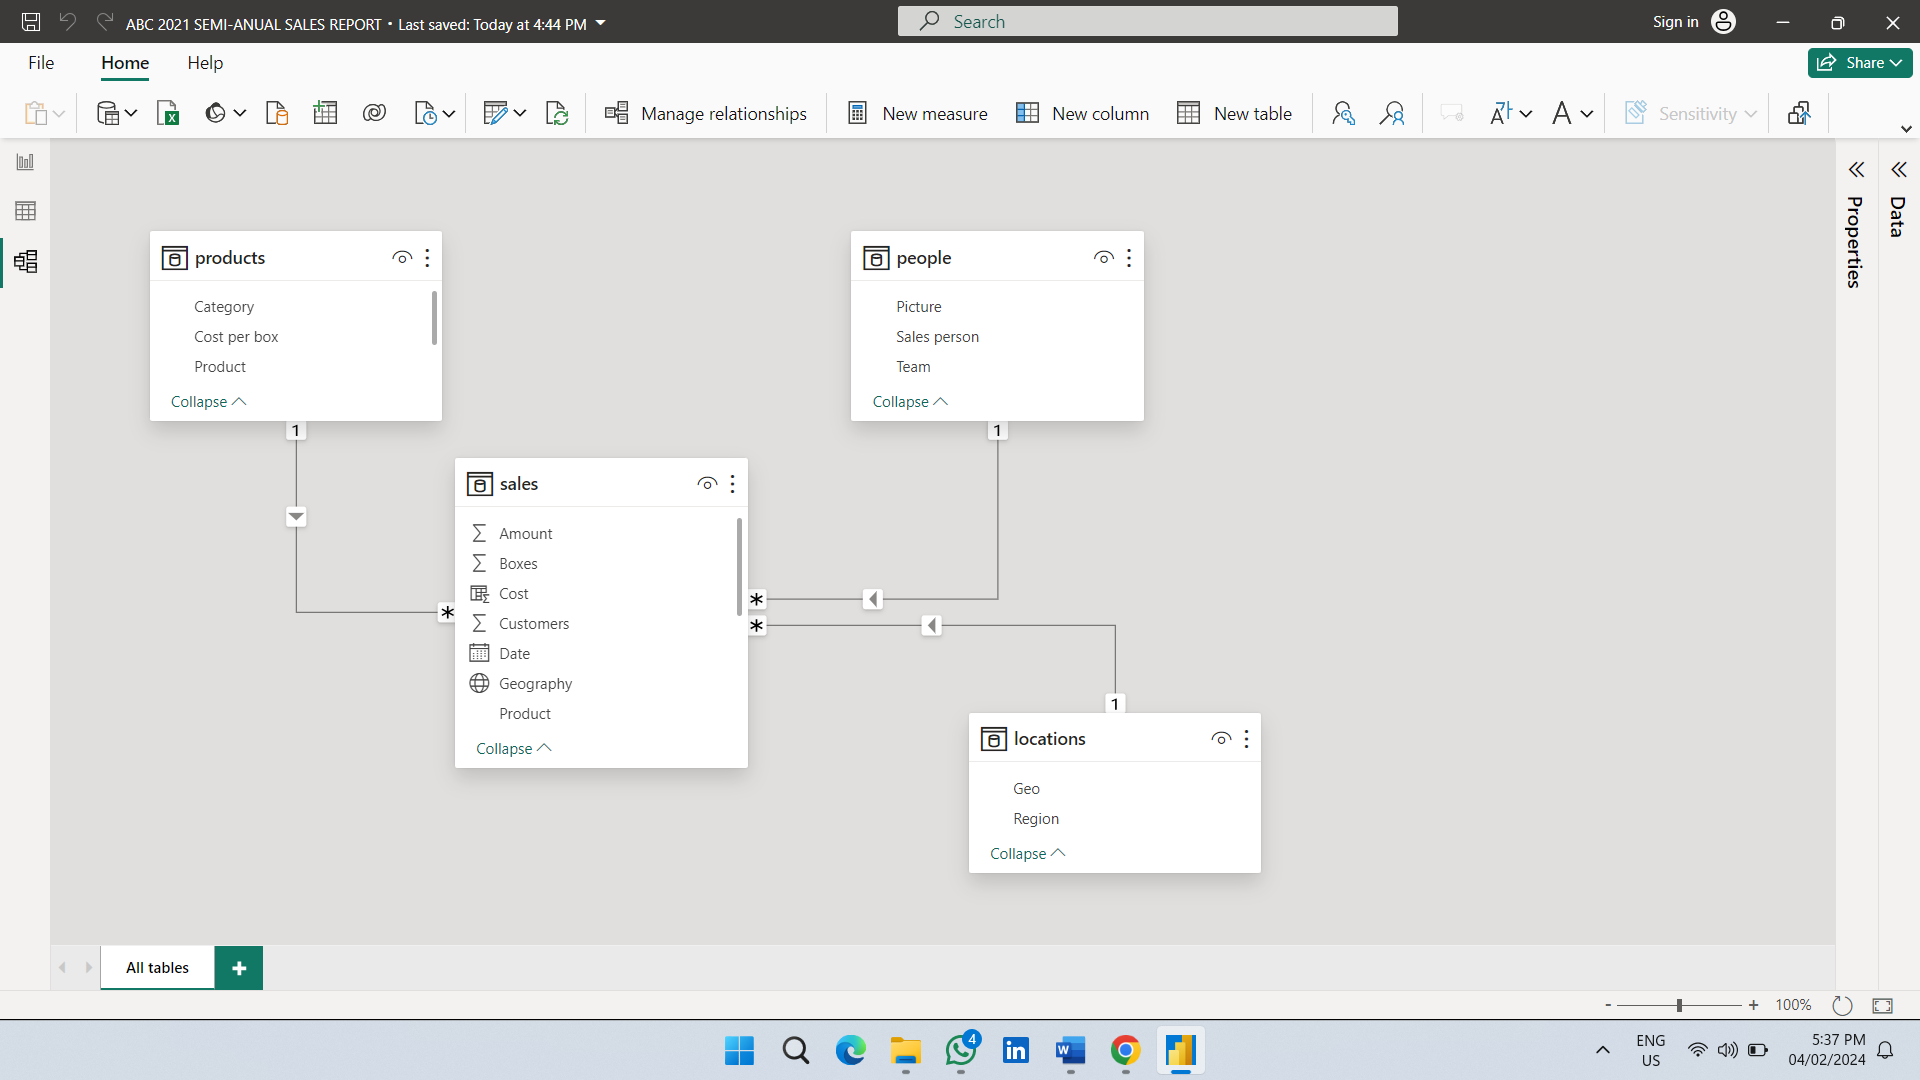 ABC 2021 SEMI-ANUAL SALES REPORT • Last saved: Today at 4:44 PM
Search
Sign in
File
Home
Help
Share
Manage relationships
New measure
New column
New table
Sensitivity
products
Category
Cost per box
Product
Collapse
1
*
people
Picture
Sales person
Team
Collapse
1
*
sales
Amount
Boxes
Cost
Customers
Date
Geography
Product
Collapse
*
1
locations
Geo
Region
Collapse
Properties
Data
All tables
+
- + 100%
4
ENG
US
5:37 PM
04/02/2024